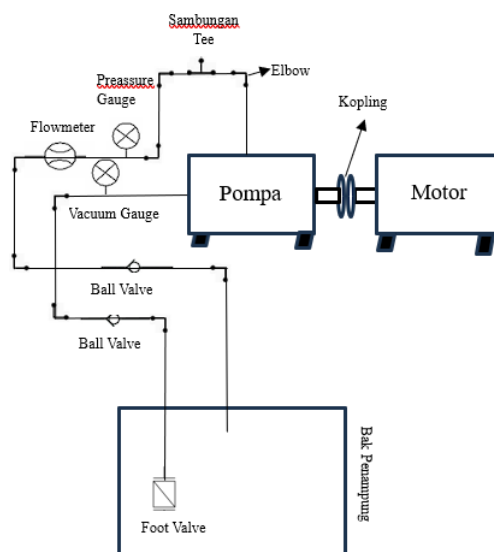 Sambungan
Tee
Elbow
Preassure
Gauge
Kopling
Flowmeter
Pompa
Motor
Vacuum Gauge
Ball Valve
Ball Valve
Bak Penampung
Foot Valve